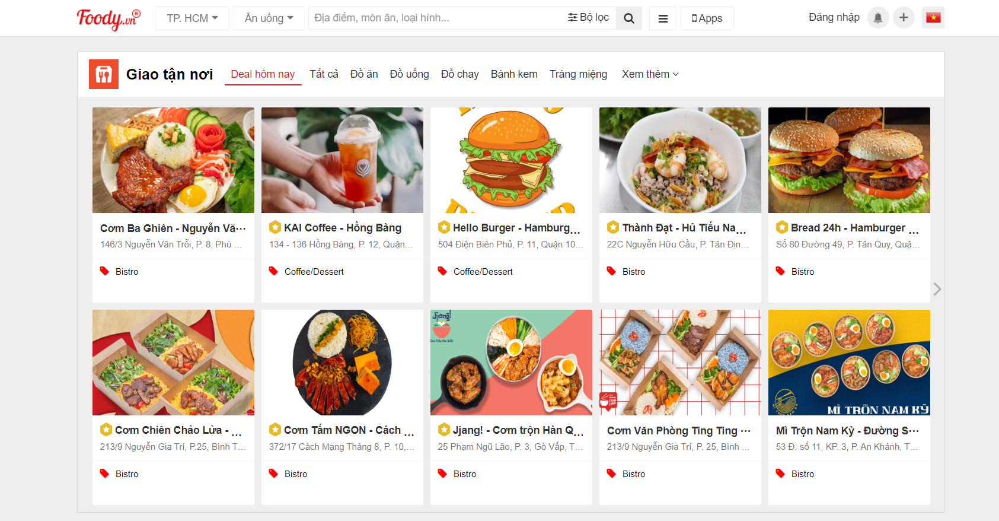 Foody.vn®
TP. HCM
Ăn uống
Địa điểm, món ăn, loại hình...
Bộ lọc
Apps
Đăng nhập
Giao tận nơi
Deal hôm nay
Tất cả
Đồ ăn
Đồ uống
Đồ chay
Bánh kem
Tráng miệng
Xem thêm
Cơm Ba Ghiên - Nguyễn Vă...
146/3 Nguyễn Văn Trỗi, P. 8, Phú ...
Bistro
KAI Coffee - Hồng Bàng
134 - 136 Hồng Bàng, P. 12, Quận...
Coffee/Dessert
Hello Burger - Hamburg...
504 Điện Biên Phủ, P. 11, Quận 10...
Coffee/Dessert
Thành Đạt - Hủ Tiếu Na...
22C Nguyễn Hữu Cầu, P. Tân Địn...
Bistro
Bread 24h - Hamburger ...
Số 80 Đường 49, P. Tân Quy, Quậ...
Bistro
Cơm Chiên Chảo Lửa - ...
213/9 Nguyễn Gia Trí, P.25, Bình T...
Bistro
Cơm Tấm NGON - Cách ...
372/17 Cách Mạng Tháng 8, P. 10,...
Bistro
Jjang!
Jjang! - Cơm trộn Hàn Q...
25 Phạm Ngũ Lão, P. 3, Gò Vấp, T...
Bistro
Cơm Văn Phòng Ting Ting ...
213/9 Nguyễn Gia Trí, P. 25, Bình ...
Bistro
MÌ TRỘN NAM KỲ
Mì Trộn Nam Kỳ - Đường S...
53 Đ. số 11, KP. 3, P. An Khánh, T...
Bistro